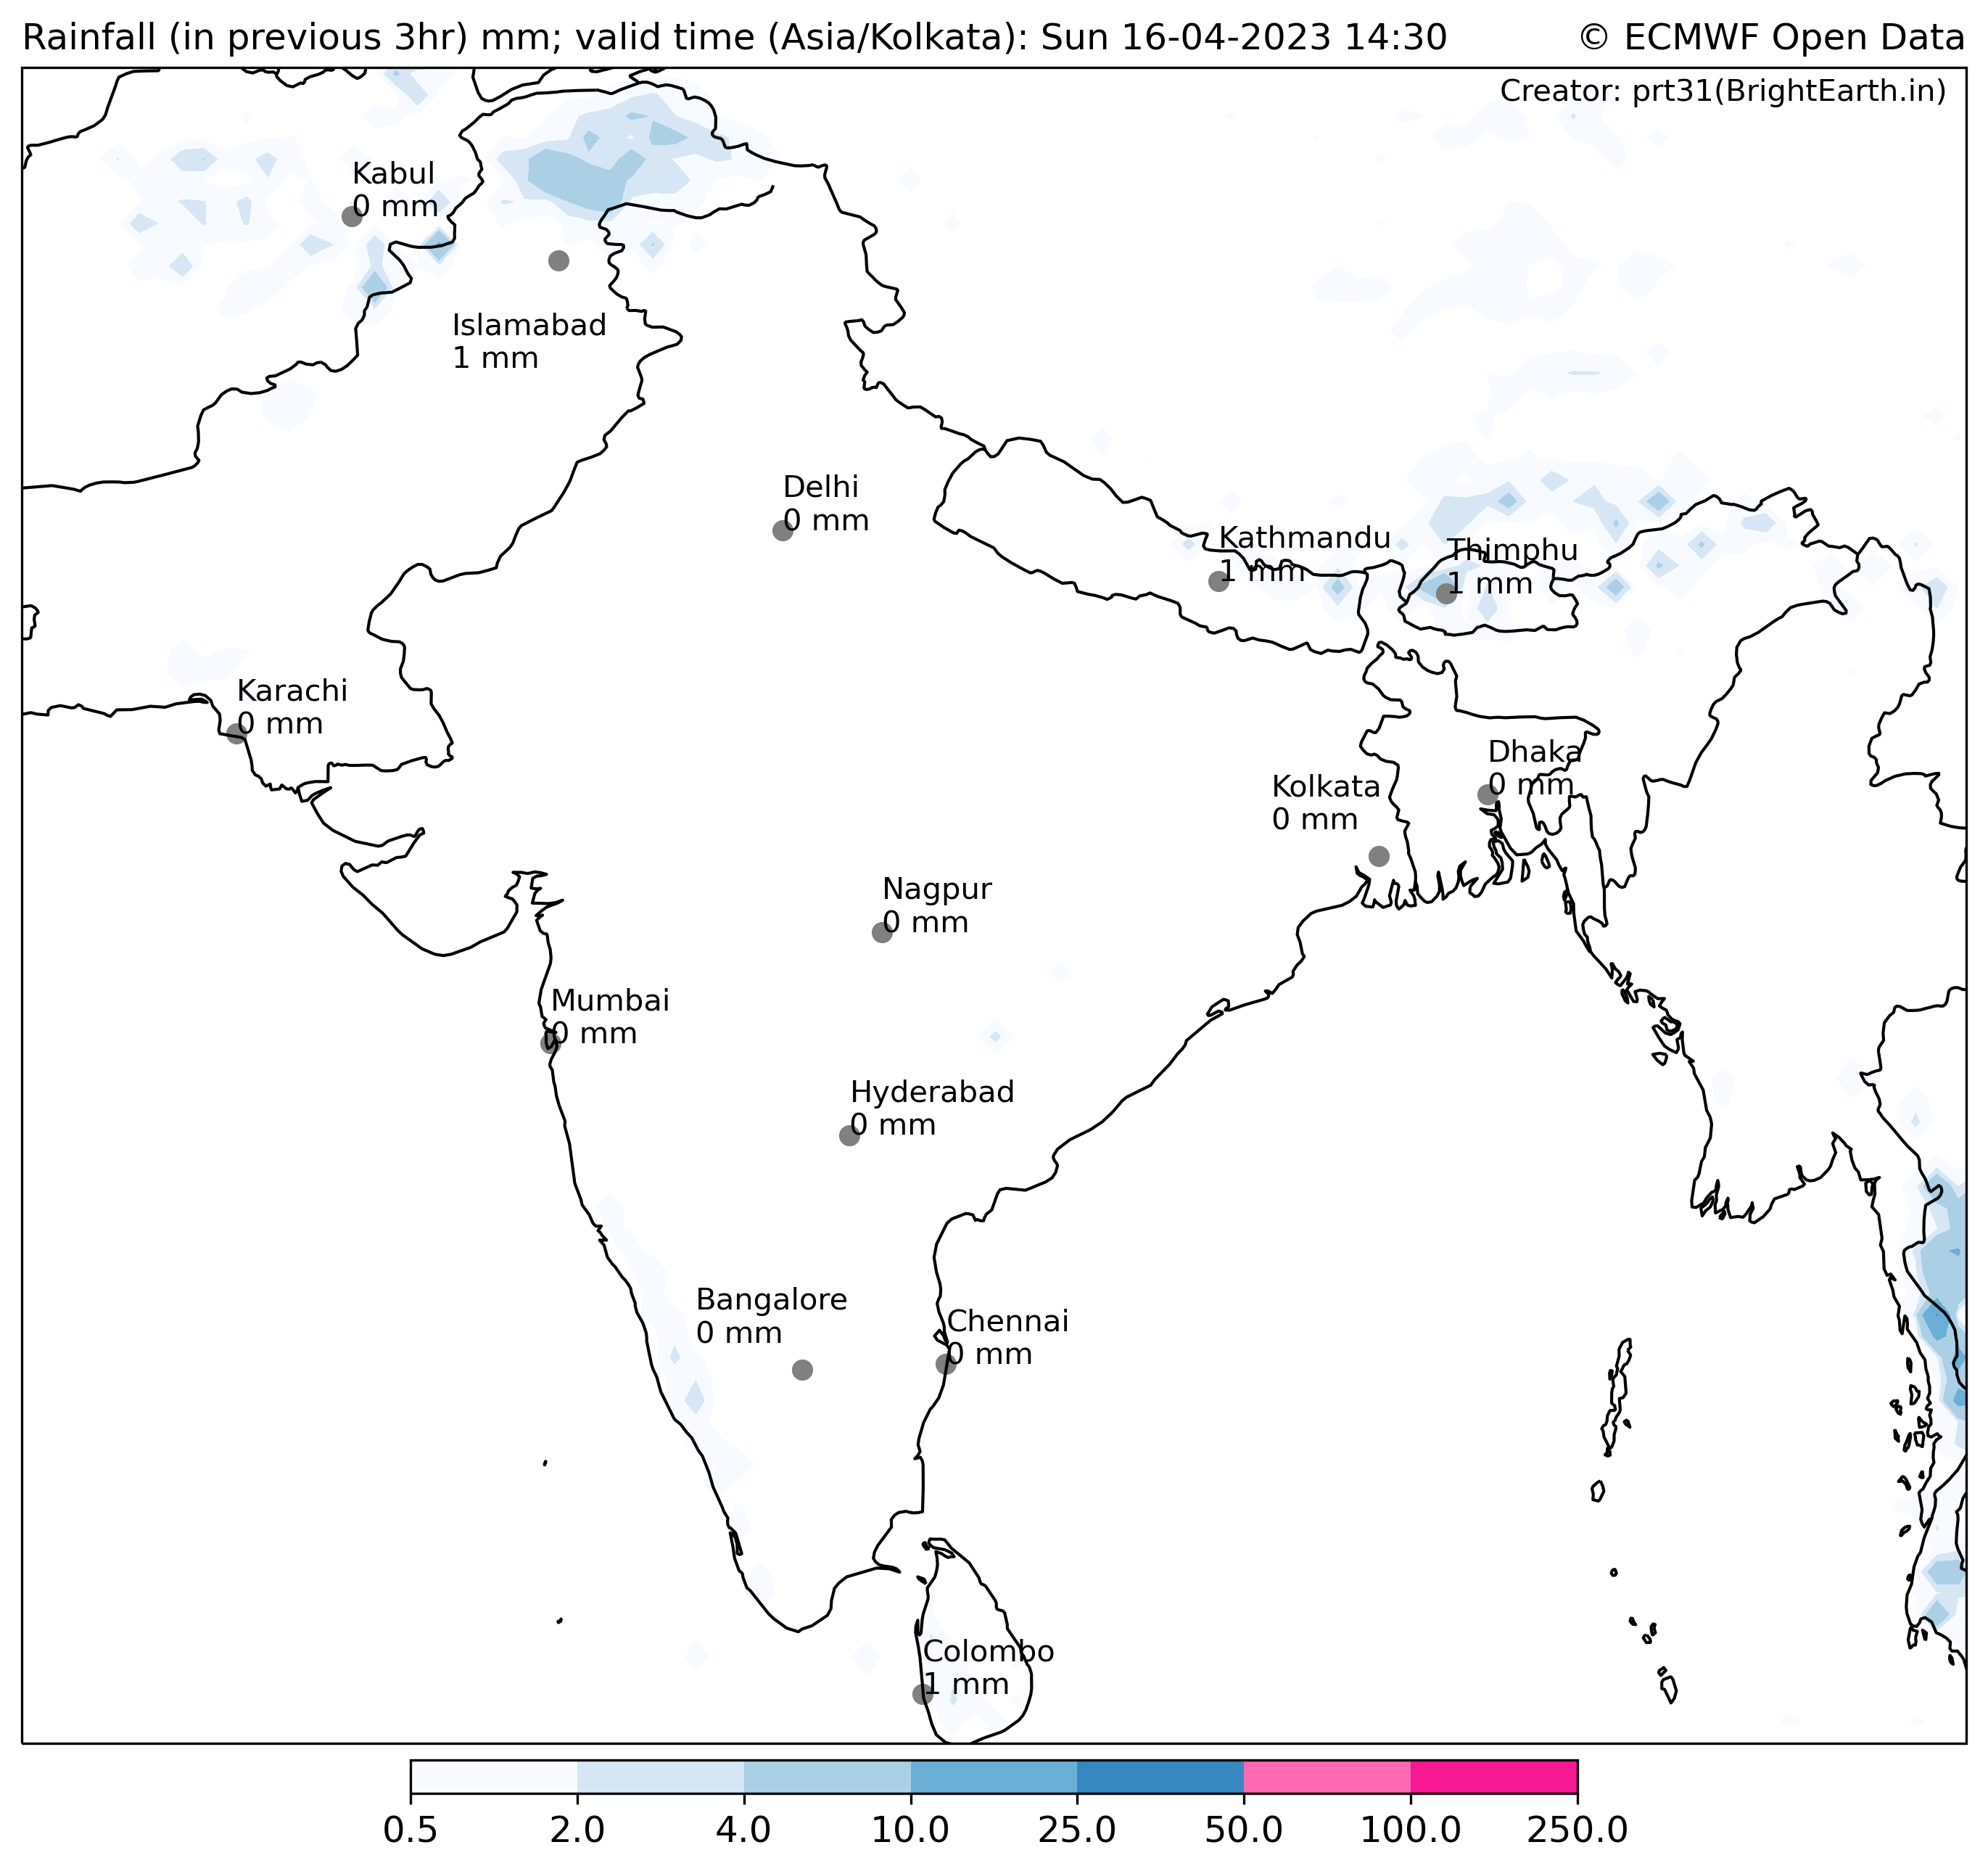 Rainfall (in previous 3hr) mm; valid time (Asia/Kolkata): Sun 16-04-2023 14:30
© ECMWF Open Data
Creator: prt31(BrightEarth.in)
Kabul
0 mm
Islamabad
1 mm
Delhi
0 mm
Kathmandu
1 mm
Thimphu
1 mm
Karachi
0 mm
Dhaka
0 mm
Kolkata
0 mm
Nagpur
0 mm
Mumbai
0 mm
Hyderabad
0 mm
Bangalore
0 mm
Chennai
0 mm
Colombo
1 mm
0.5 2.0 4.0 10.0 25.0 50.0 100.0 250.0